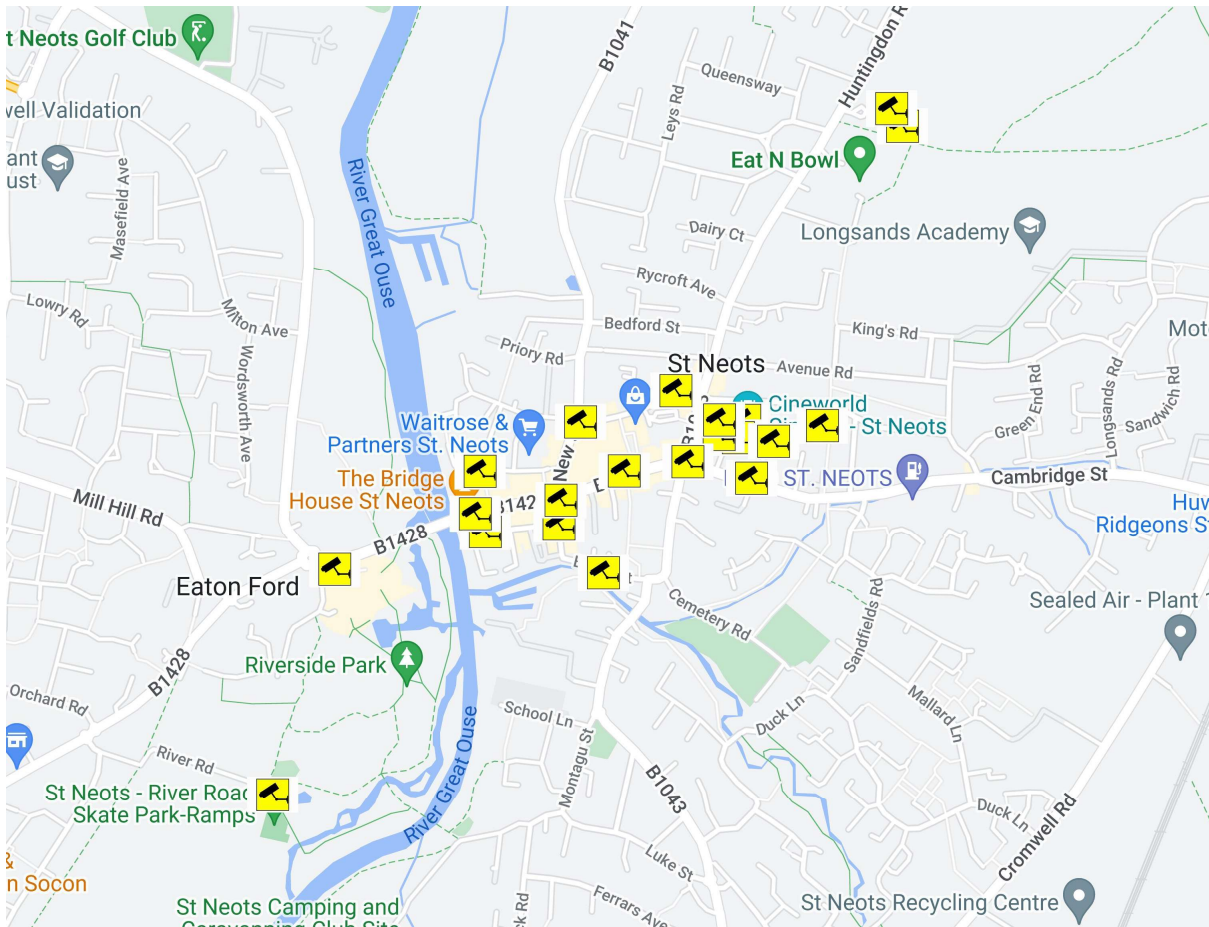 t Neots Golf Club
B1041
Huntingdon R
Queensway
Leys Rd
well Validation
ant
ust
Masefield Ave
Eat N Bowl
River Great Ouse
Dairy Ct
Longsands Academy
Rycroft Ave
Lowry Rd
Milton Ave
Bedford St
King's Rd
Priory Rd
St Neots
Avenue Rd
Wordsworth Ave
Green End Rd
Longsands Rd
Sandwich Rd
Waitrose &
Partners St. Neots
Cineworld
- St Neots
New
The Bridge
House St Neots
ST. NEOTS
Cambridge St
Mill Hill Rd
B1428
Ridgeons S
Eaton Ford
Cemetery Rd
Sandfields Rd
Sealed Air - Plant
Riverside Park
B1428
Orchard Rd
School Ln
Mallard Ln
Duck Ln
River Rd
Montagu St
River Great Ouse
B1043
St Neots - River Road
Skate Park-Ramps
Duck Ln
Cromwell Rd
Luke St
&
n Socon
Ferrars Ave
St Neots Recycling Centre
St Neots Camping and
Caravanning Club Site